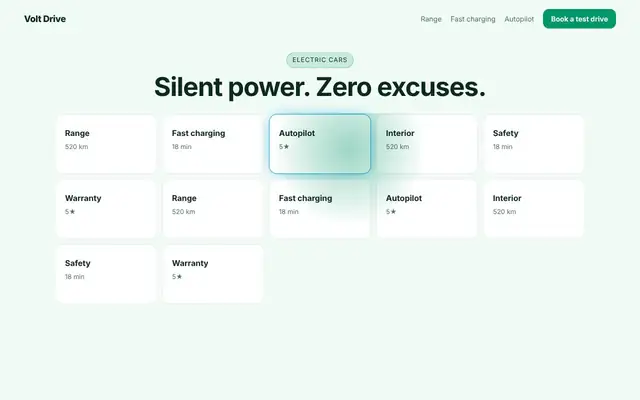 Volt Drive
Range
Fast charging
Autopilot
Book a test drive
ELECTRIC CARS
Silent power. Zero excuses.
Range
520 km
Fast charging
18 min
Autopilot
5★
Interior
520 km
Safety
18 min
Warranty
5★
Range
520 km
Fast charging
18 min
Autopilot
5★
Interior
520 km
Safety
18 min
Warranty
5★